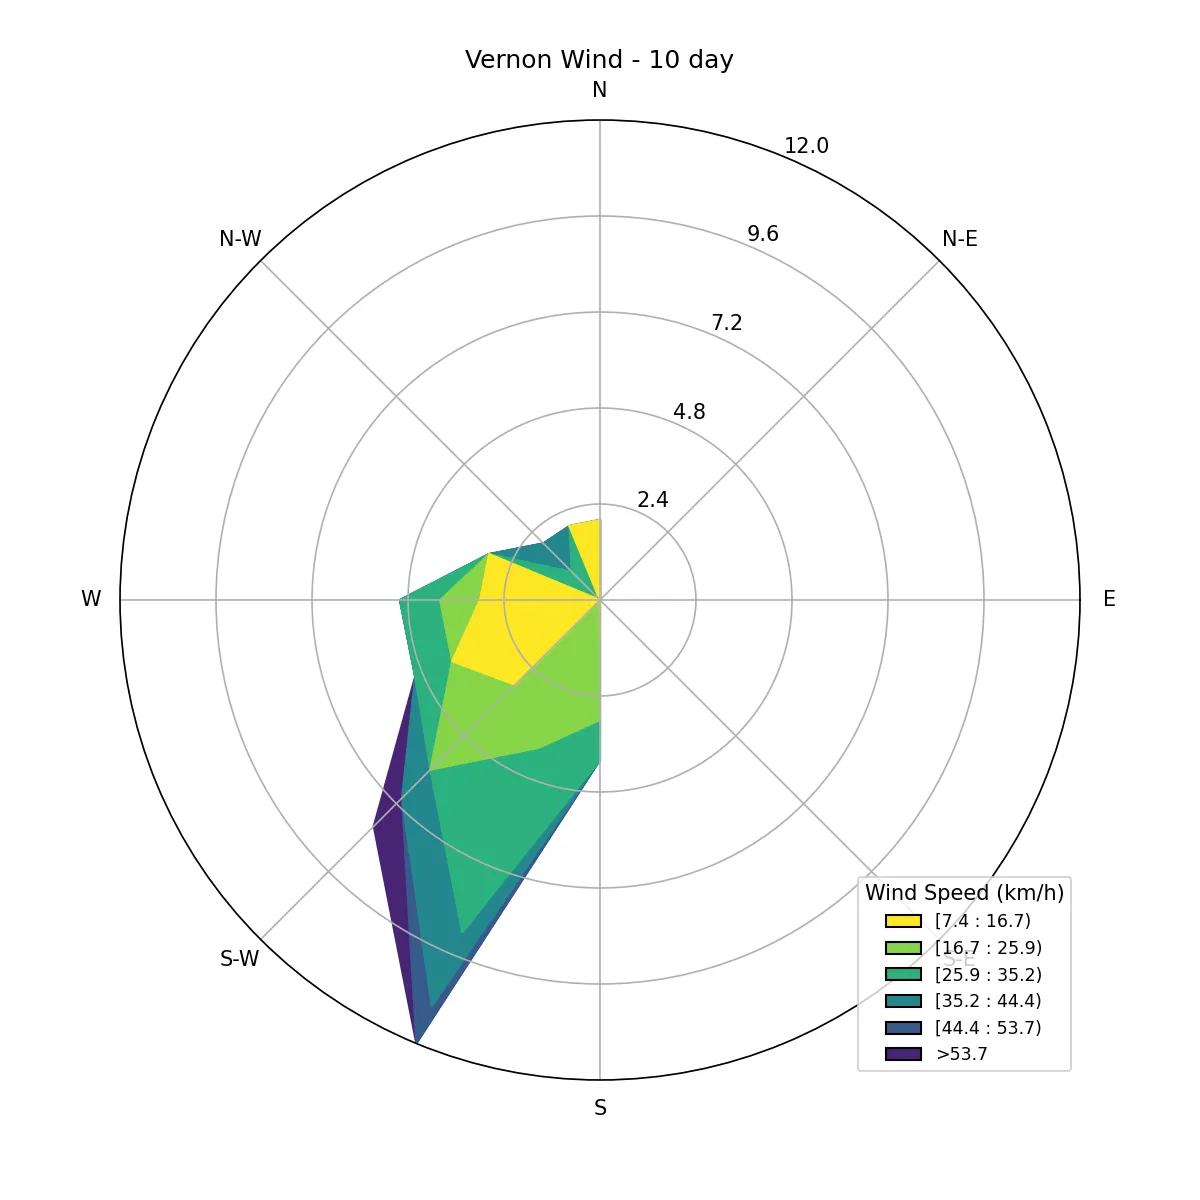 Vernon Wind - 10 day
N
12.0
N-W
9.6
N-E
7.2
4.8
2.4
W
E
Wind Speed (km/h)
[7.4 : 16.7)
[16.7 : 25.9)
S-W
S-E
[25.9 : 35.2)
[35.2 : 44.4)
[44.4 : 53.7)
>53.7
S